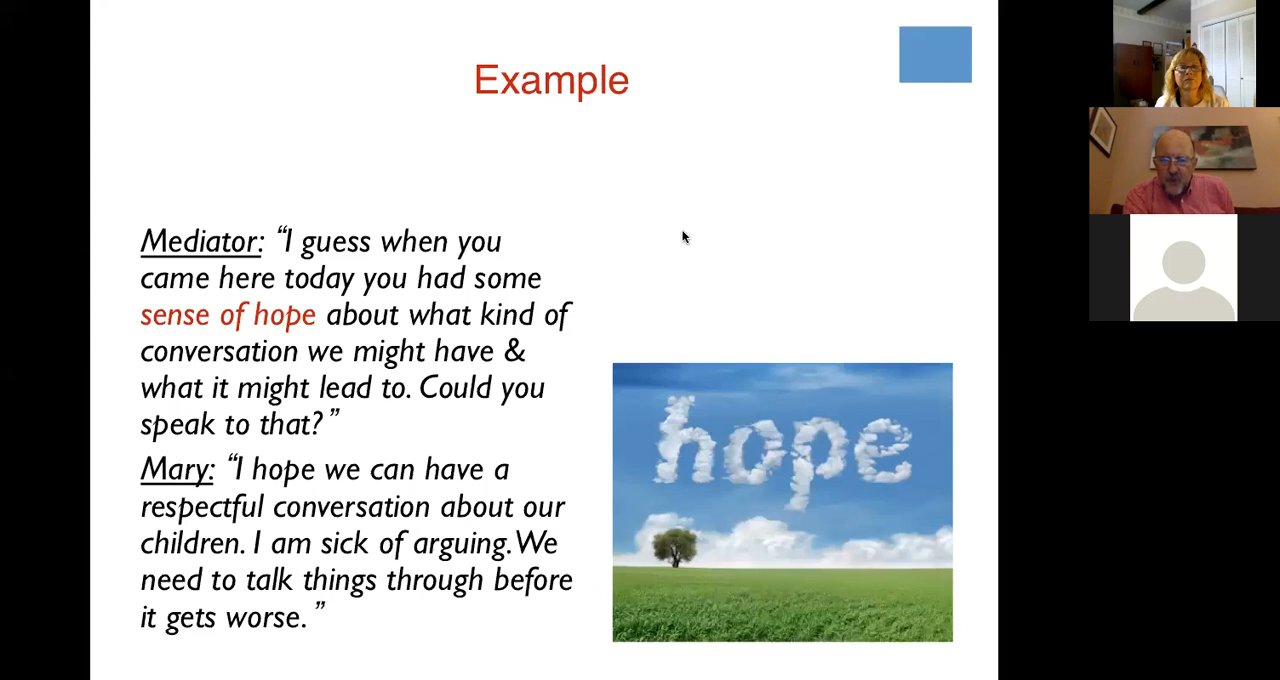 Example
Mediator: “I guess when you
came here today you had some
sense of hope about what kind of
conversation we might have &
what it might lead to. Could you
speak to that?”
Mary: “I hope we can have a
respectful conversation about our
children. I am sick of arguing. We
need to talk things through before
it gets worse.”
hope